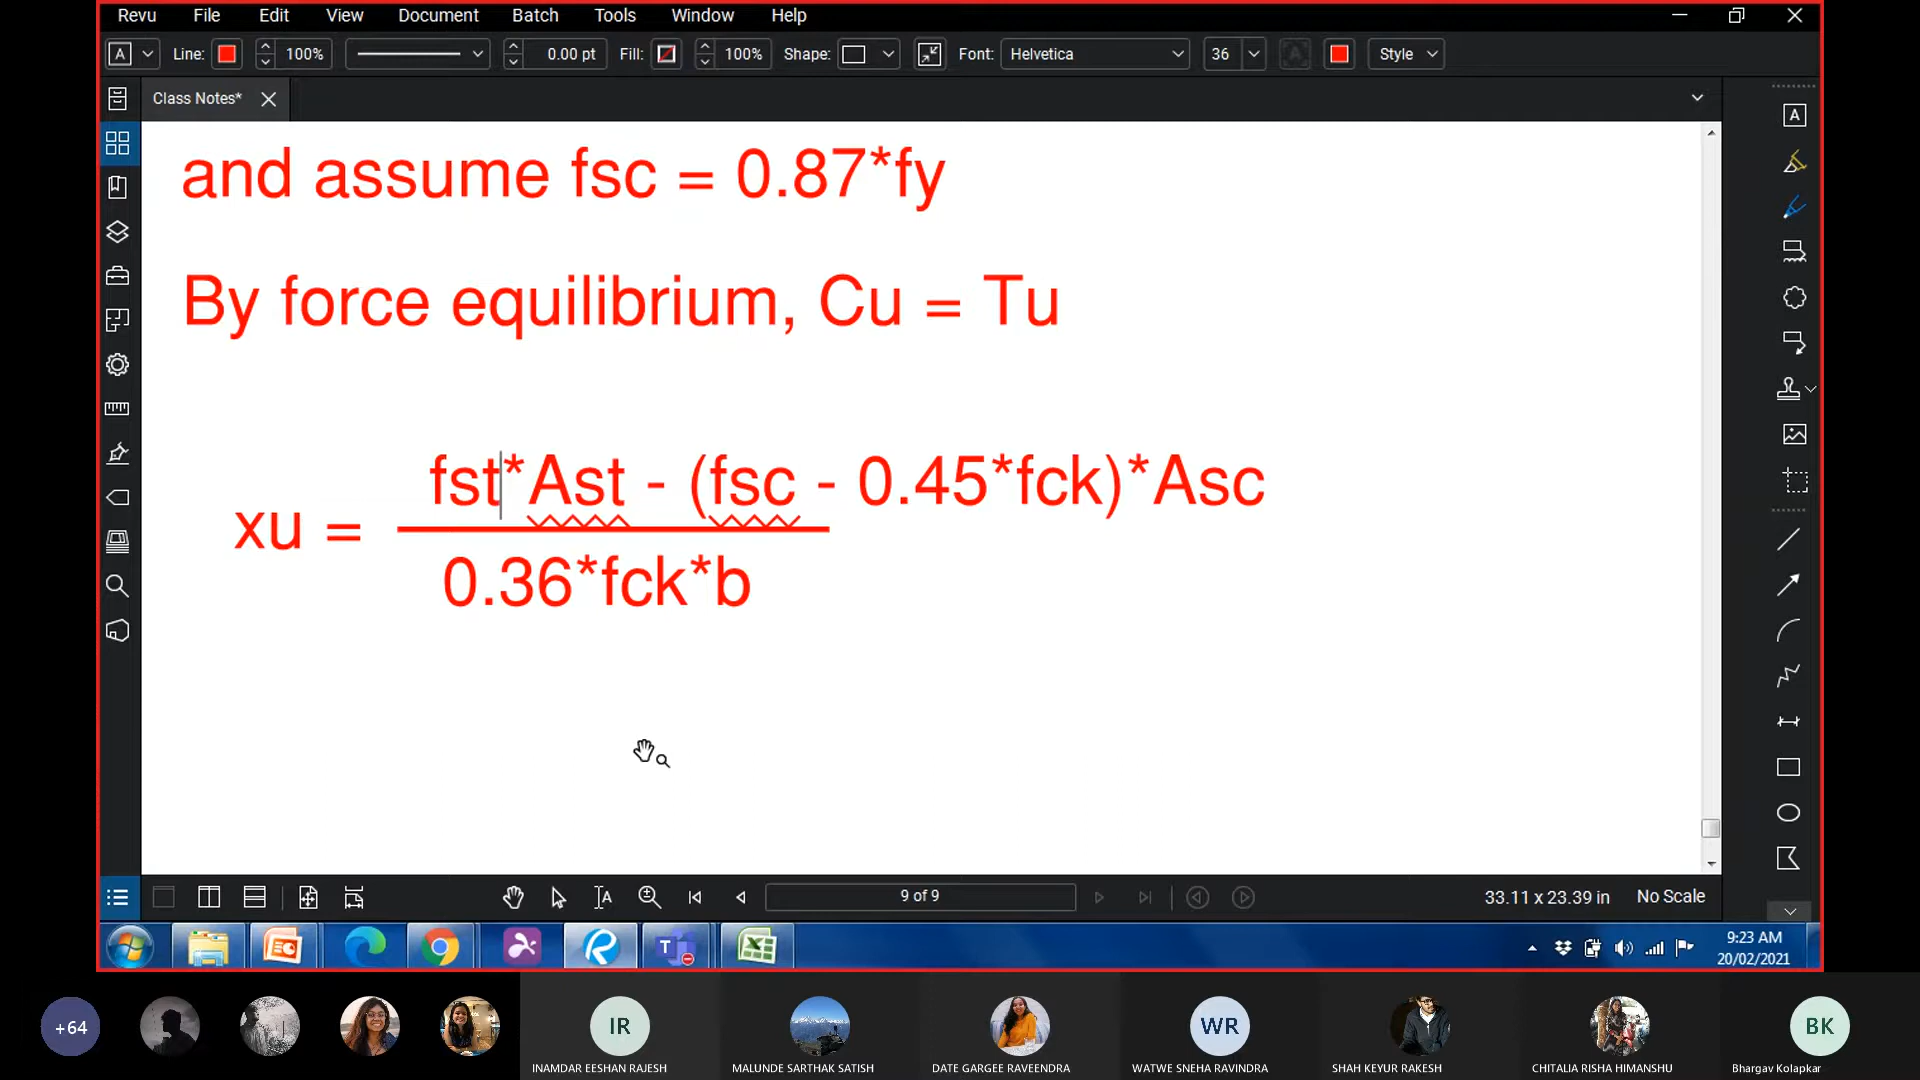 Revu File Edit View Document Batch Tools Window Help
A Line: 100% 0.00 pt Fill: 100% Shape: Font: Helvetica 36 A Style
Class Notes*
A
and assume fsc = 0.87*fy
By force equilibrium, Cu = Tu
fst*Ast - (fsc - 0.45*fck)*Asc
xu =
0.36*fck*b
9 of 9
33.11 x 23.39 in No Scale
9:23 AM
20/02/2021
+64
IR
WR
BK
INAMDAR EESHAN RAJESH
MALUNDE SARTHAK SATISH
DATE GARGEE RAVEENDRA
WATWE SNEHA RAVINDRA
SHAH KEYUR RAKESH
CHITALIA RISHA HIMANSHU
Bhargav Kolapkar